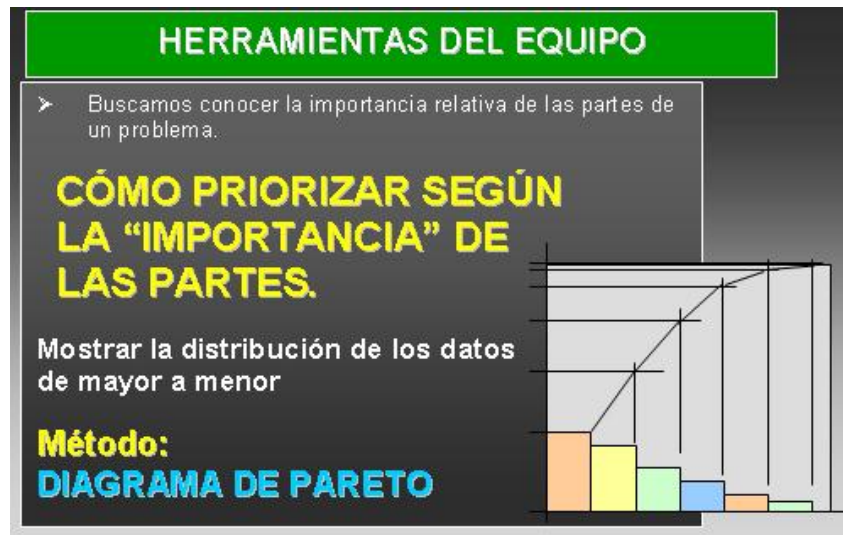 HERRAMIENTAS DEL EQUIPO
➤ Buscamos conocer la importancia relativa de las partes de
un problema.
CÓMO PRIORIZAR SEGÚN
LA “IMPORTANCIA” DE
LAS PARTES.
Mostrar la distribución de los datos
de mayor a menor
Método:
DIAGRAMA DE PARETO